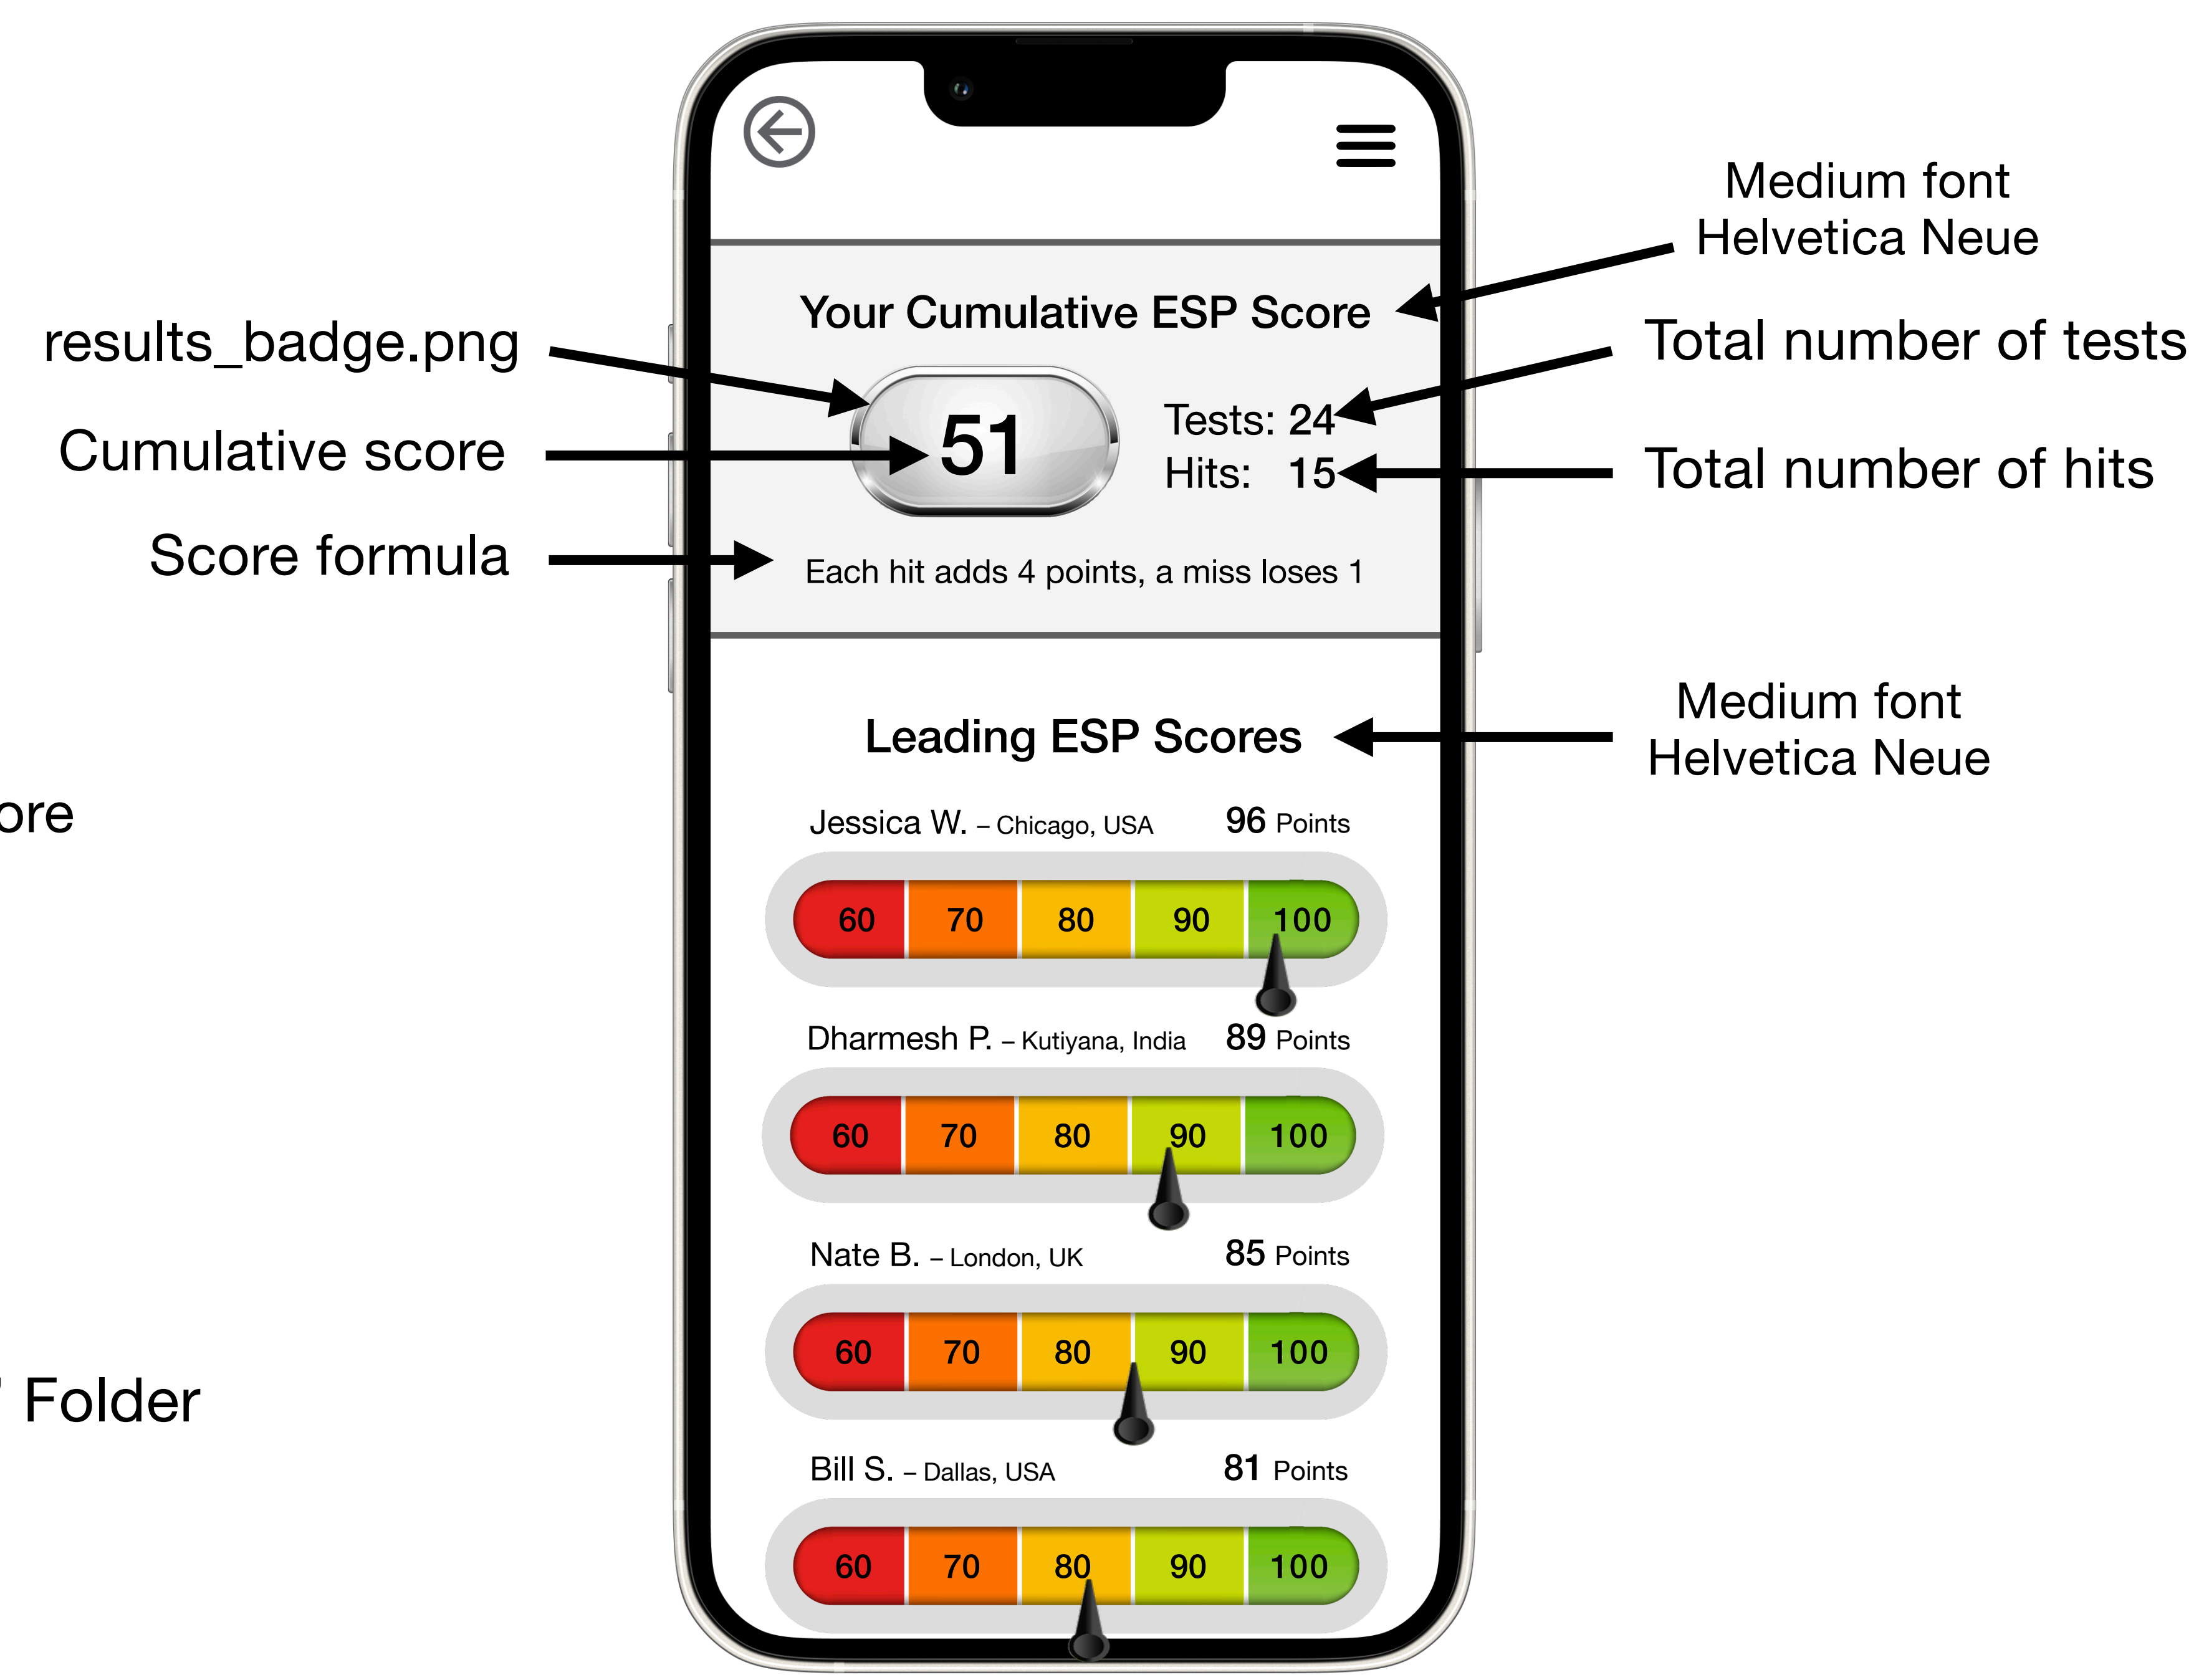 Medium font
Helvetica Neue
Your Cumulative ESP Score
results_badge.png
Total number of tests
51
Tests: 24
Cumulative score
Hits: 15
Total number of hits
Score formula
Each hit adds 4 points, a miss loses 1
Leading ESP Scores
Medium font
Helvetica Neue
ore
Jessica W. – Chicago, USA 96 Points
60 70 80 90 100
Dharmesh P. – Kutiyana, India 89 Points
60 70 80 90 100
Nate B. – London, UK 85 Points
60 70 80 90 100
Folder
Bill S. – Dallas, USA 81 Points
60 70 80 90 100